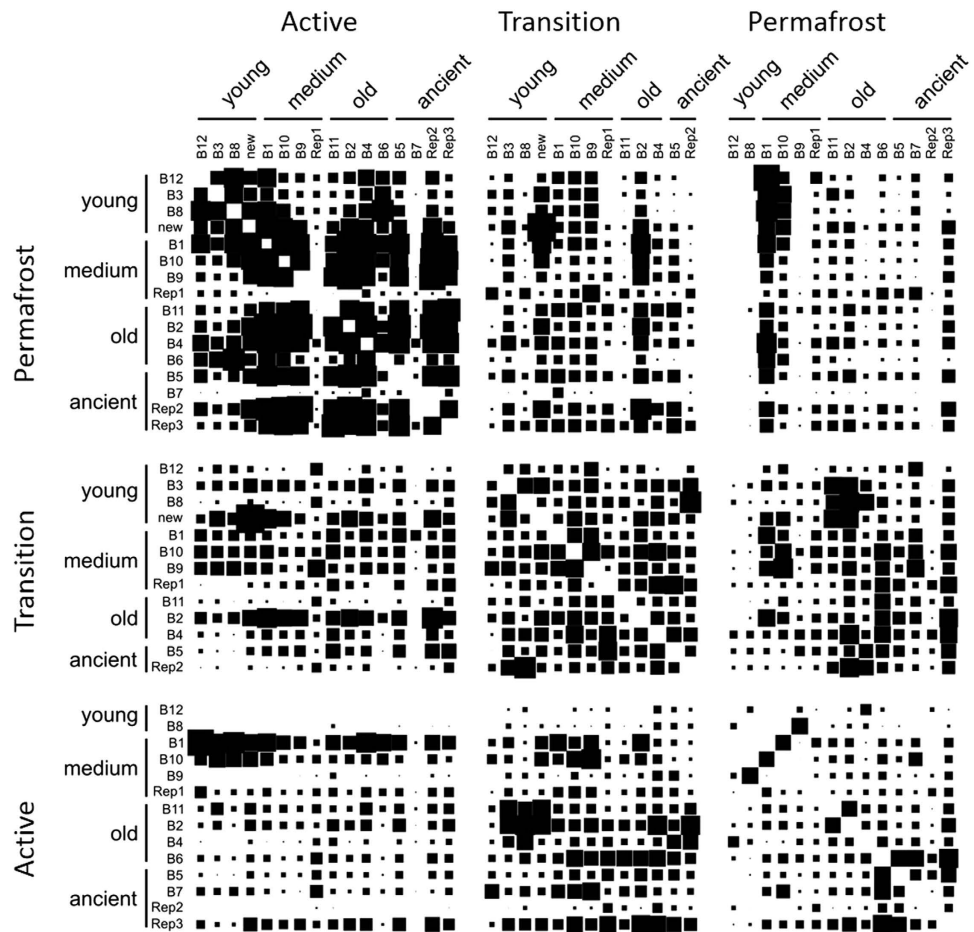 Active Transition Permafrost
young medium old ancient young medium old ancient young medium old ancient
B12 B3 B8 new B1 B10 B9 Rep1 B11 B2 B4 B6 B5 B7 Rep2 Rep3 B12 B3 B8 new B1 B10 B9 Rep1 B11 B2 B4 B5 Rep2 B12 B8 B1 B10 B9 Rep1 B11 B2 B4 B6 B5 B7 Rep2 Rep3
Permafrost
young
B12
B3
B8
new
medium
B1
B10
B9
Rep1
old
B11
B2
B4
B6
ancient
B5
B7
Rep2
Rep3
Transition
young
B12
B3
B8
new
medium
B1
B10
B9
Rep1
old
B11
B2
B4
ancient
B5
Rep2
Active
young
B12
B8
medium
B1
B10
B9
Rep1
old
B11
B2
B4
B6
ancient
B5
B7
Rep2
Rep3